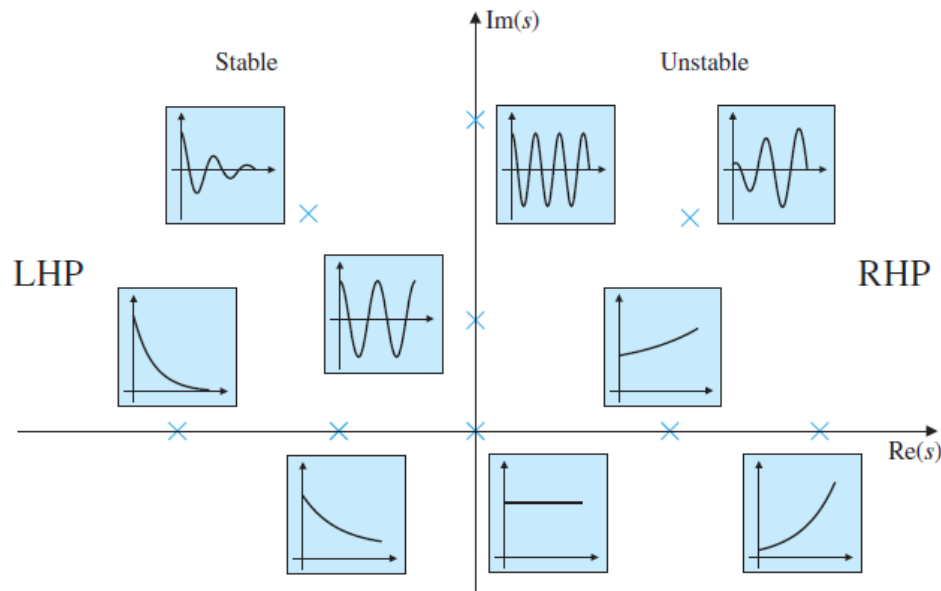 Im(s)
Stable
Unstable
LHP
RHP
Re(s)